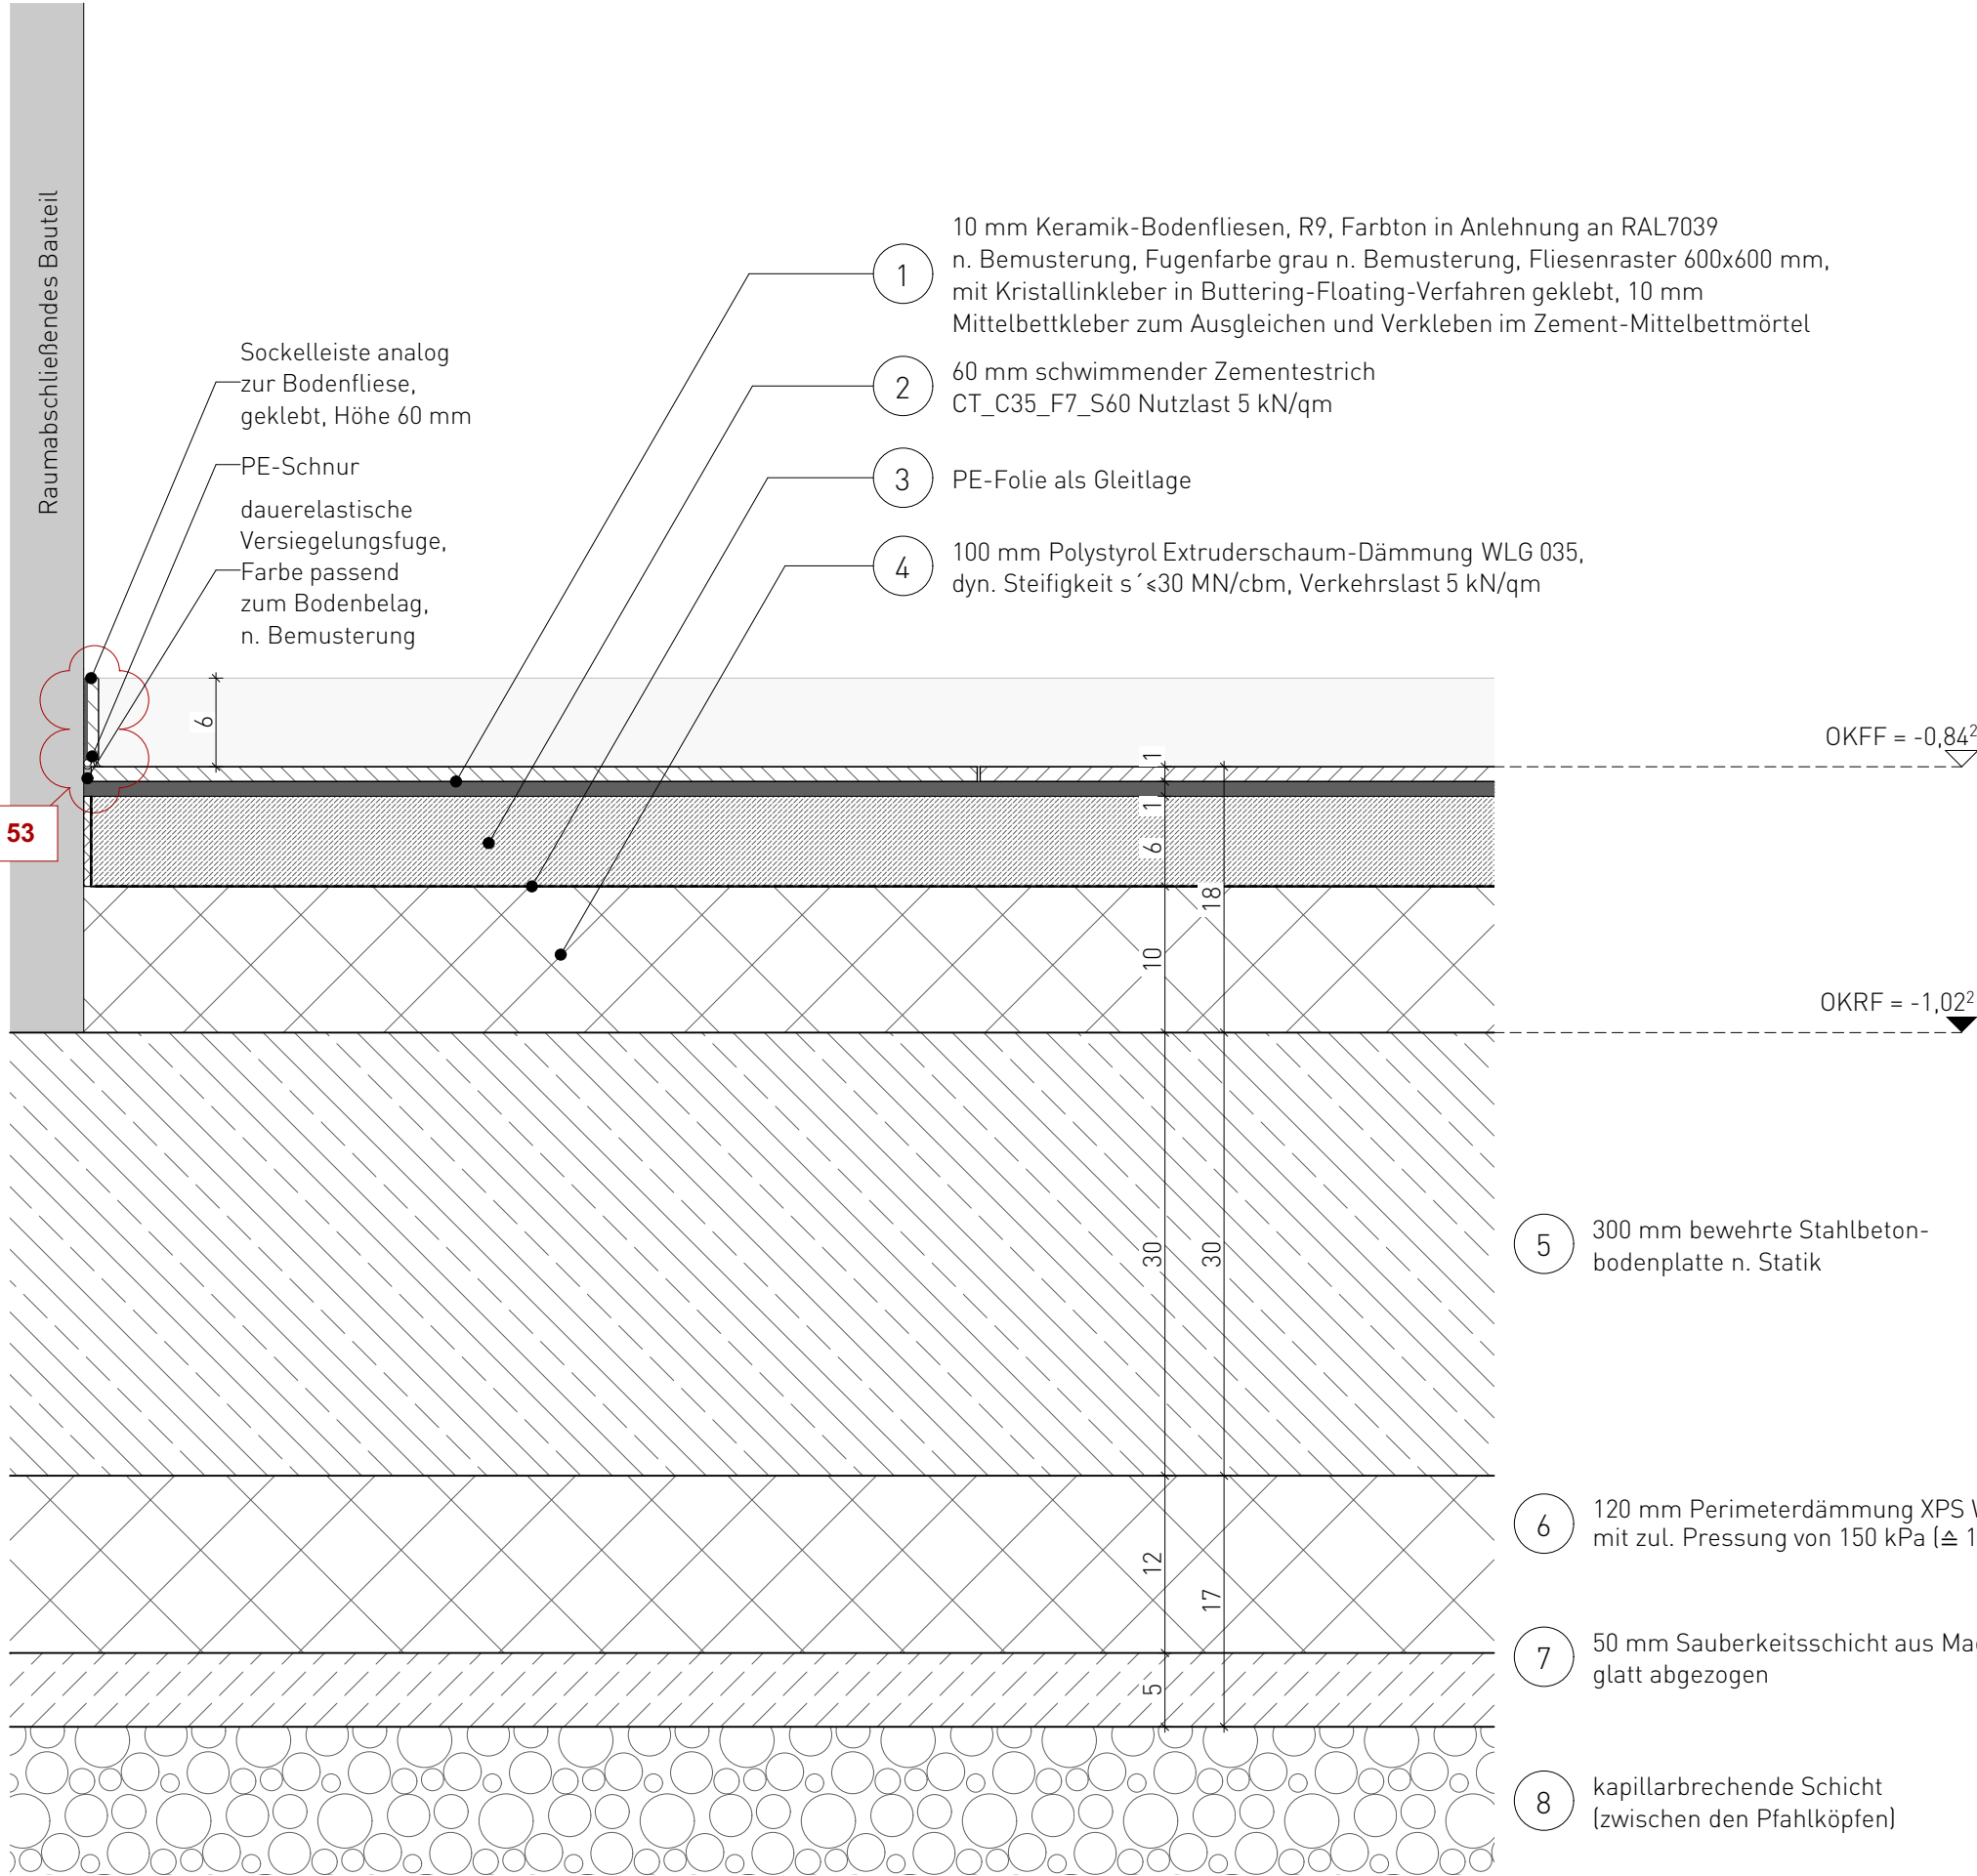 Raumabschließendes Bauteil
10 mm Keramik-Bodenfliesen, R9, Farbton in Anlehnung an RAL7039
1
n. Bemusterung, Fugenfarbe grau n. Bemusterung, Fliesenraster 600x600 mm,
mit Kristallinkleber in Buttering-Floating-Verfahren geklebt, 10 mm
Mittelbettkleber zum Ausgleichen und Verkleben im Zement-Mittelbettmörtel
2
60 mm schwimmender Zementestrich
CT_C35_F7_S60 Nutzlast 5 kN/qm
3
PE-Folie als Gleitlage
4
100 mm Polystyrol Extruderschaum-Dämmung WLG 035,
dyn. Steifigkeit s´≤30 MN/cbm, Verkehrslast 5 kN/qm
Sockelleiste analog
zur Bodenfliese,
geklebt, Höhe 60 mm
PE-Schnur
dauerelastische
Versiegelungsfuge,
Farbe passend
zum Bodenbelag,
n. Bemusterung
6
53
1
1
6
18
10
30
30
12
17
5
OKFF = -0,84²
OKRF = -1,02²
5
300 mm bewehrte Stahlbeton-
bodenplatte n. Statik
6
120 mm Perimeterdämmung XPS
mit zul. Pressung von 150 kPa (≙
7
50 mm Sauberkeitsschicht aus
glatt abgezogen
8
kapillarbrechende Schicht
(zwischen den Pfahlköpfen)